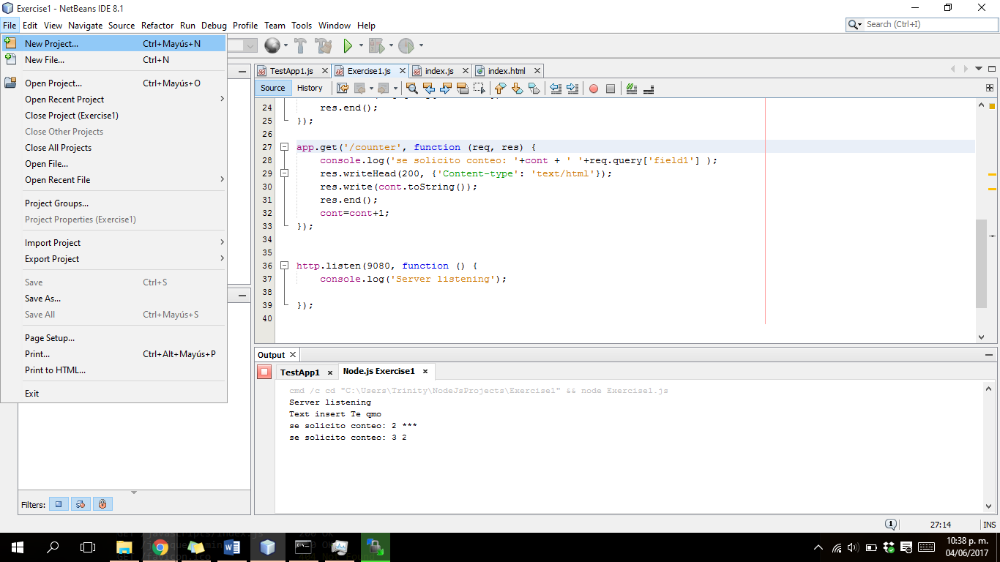 Exercise1 - NetBeans IDE 8.1
File Edit View Navigate Source Refactor Run Debug Profile Team Tools Window Help
Search (Ctrl+I)
New Project... Ctrl+Mayús+N
New File... Ctrl+N
Open Project... Ctrl+Mayús+O
Open Recent Project
Close Project (Exercise1)
Close Other Projects
Close All Projects
Open File...
Open Recent File
Project Groups...
Project Properties (Exercise1)
Import Project
Export Project
Save Ctrl+S
Save As...
Save All Ctrl+Mayús+S
Page Setup...
Print... Ctrl+Alt+Mayús+P
Print to HTML...
Exit
Filters:
TestApp1.js Exercise1.js index.js index.html
Source History
24 res.end();
25 });
26
27 app.get('/counter', function (req, res) {
28 console.log('se solicito conteo: '+cont + ' '+req.query['field1'] );
29 res.writeHead(200, {'Content-type': 'text/html'});
30 res.write(cont.toString());
31 res.end();
32 cont=cont+1;
33 });
34
35
36 http.listen(9080, function () {
37 console.log('Server listening');
38
39 });
40
Output
TestApp1 Node.js Exercise1
cmd /c cd "C:\Users\Trinity\NodeJsProjects\Exercise1" && node Exercise1.js
Server listening
Text insert Te qmo
se solicito conteo: 2 ***
se solicito conteo: 3 2
1 27:14 INS
10:38 p. m.
04/06/2017